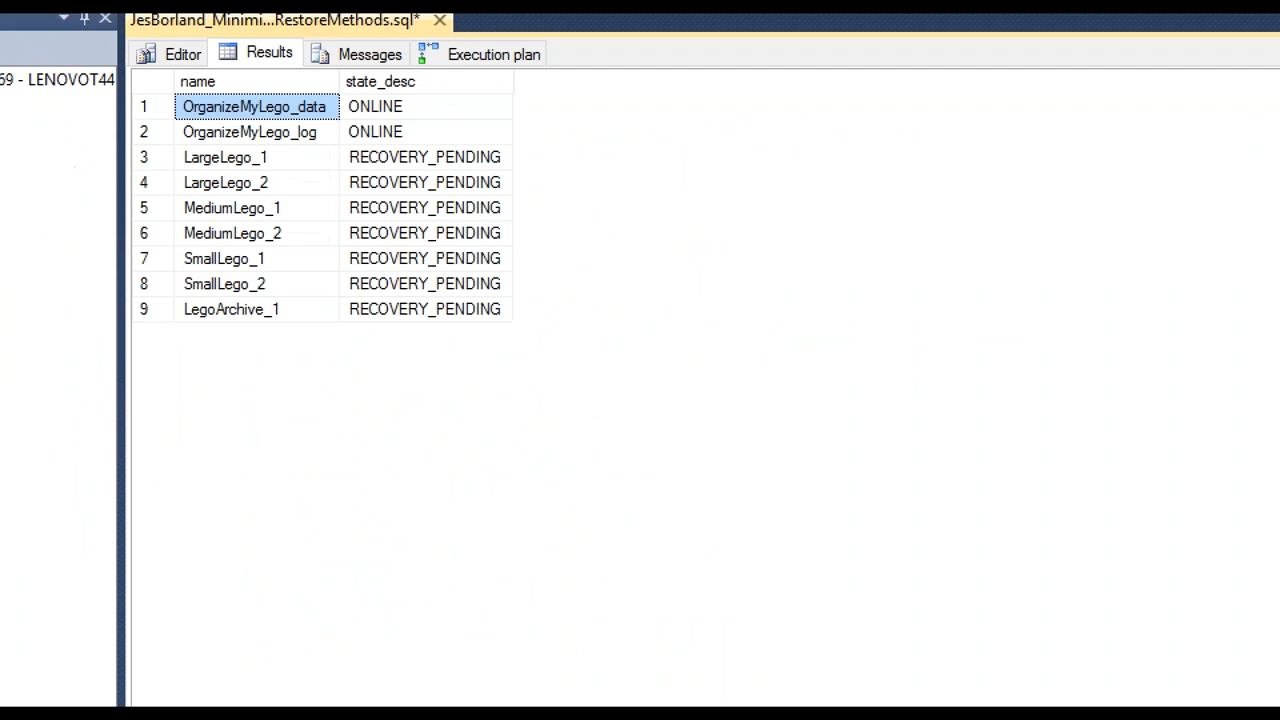 JesBorland_Minimi...RestoreMethods.sql*
Editor Results Messages Execution plan
69 - LENOVOT44
name state_desc
1 OrganizeMyLego_data ONLINE
2 OrganizeMyLego_log ONLINE
3 LargeLego_1 RECOVERY_PENDING
4 LargeLego_2 RECOVERY_PENDING
5 MediumLego_1 RECOVERY_PENDING
6 MediumLego_2 RECOVERY_PENDING
7 SmallLego_1 RECOVERY_PENDING
8 SmallLego_2 RECOVERY_PENDING
9 LegoArchive_1 RECOVERY_PENDING